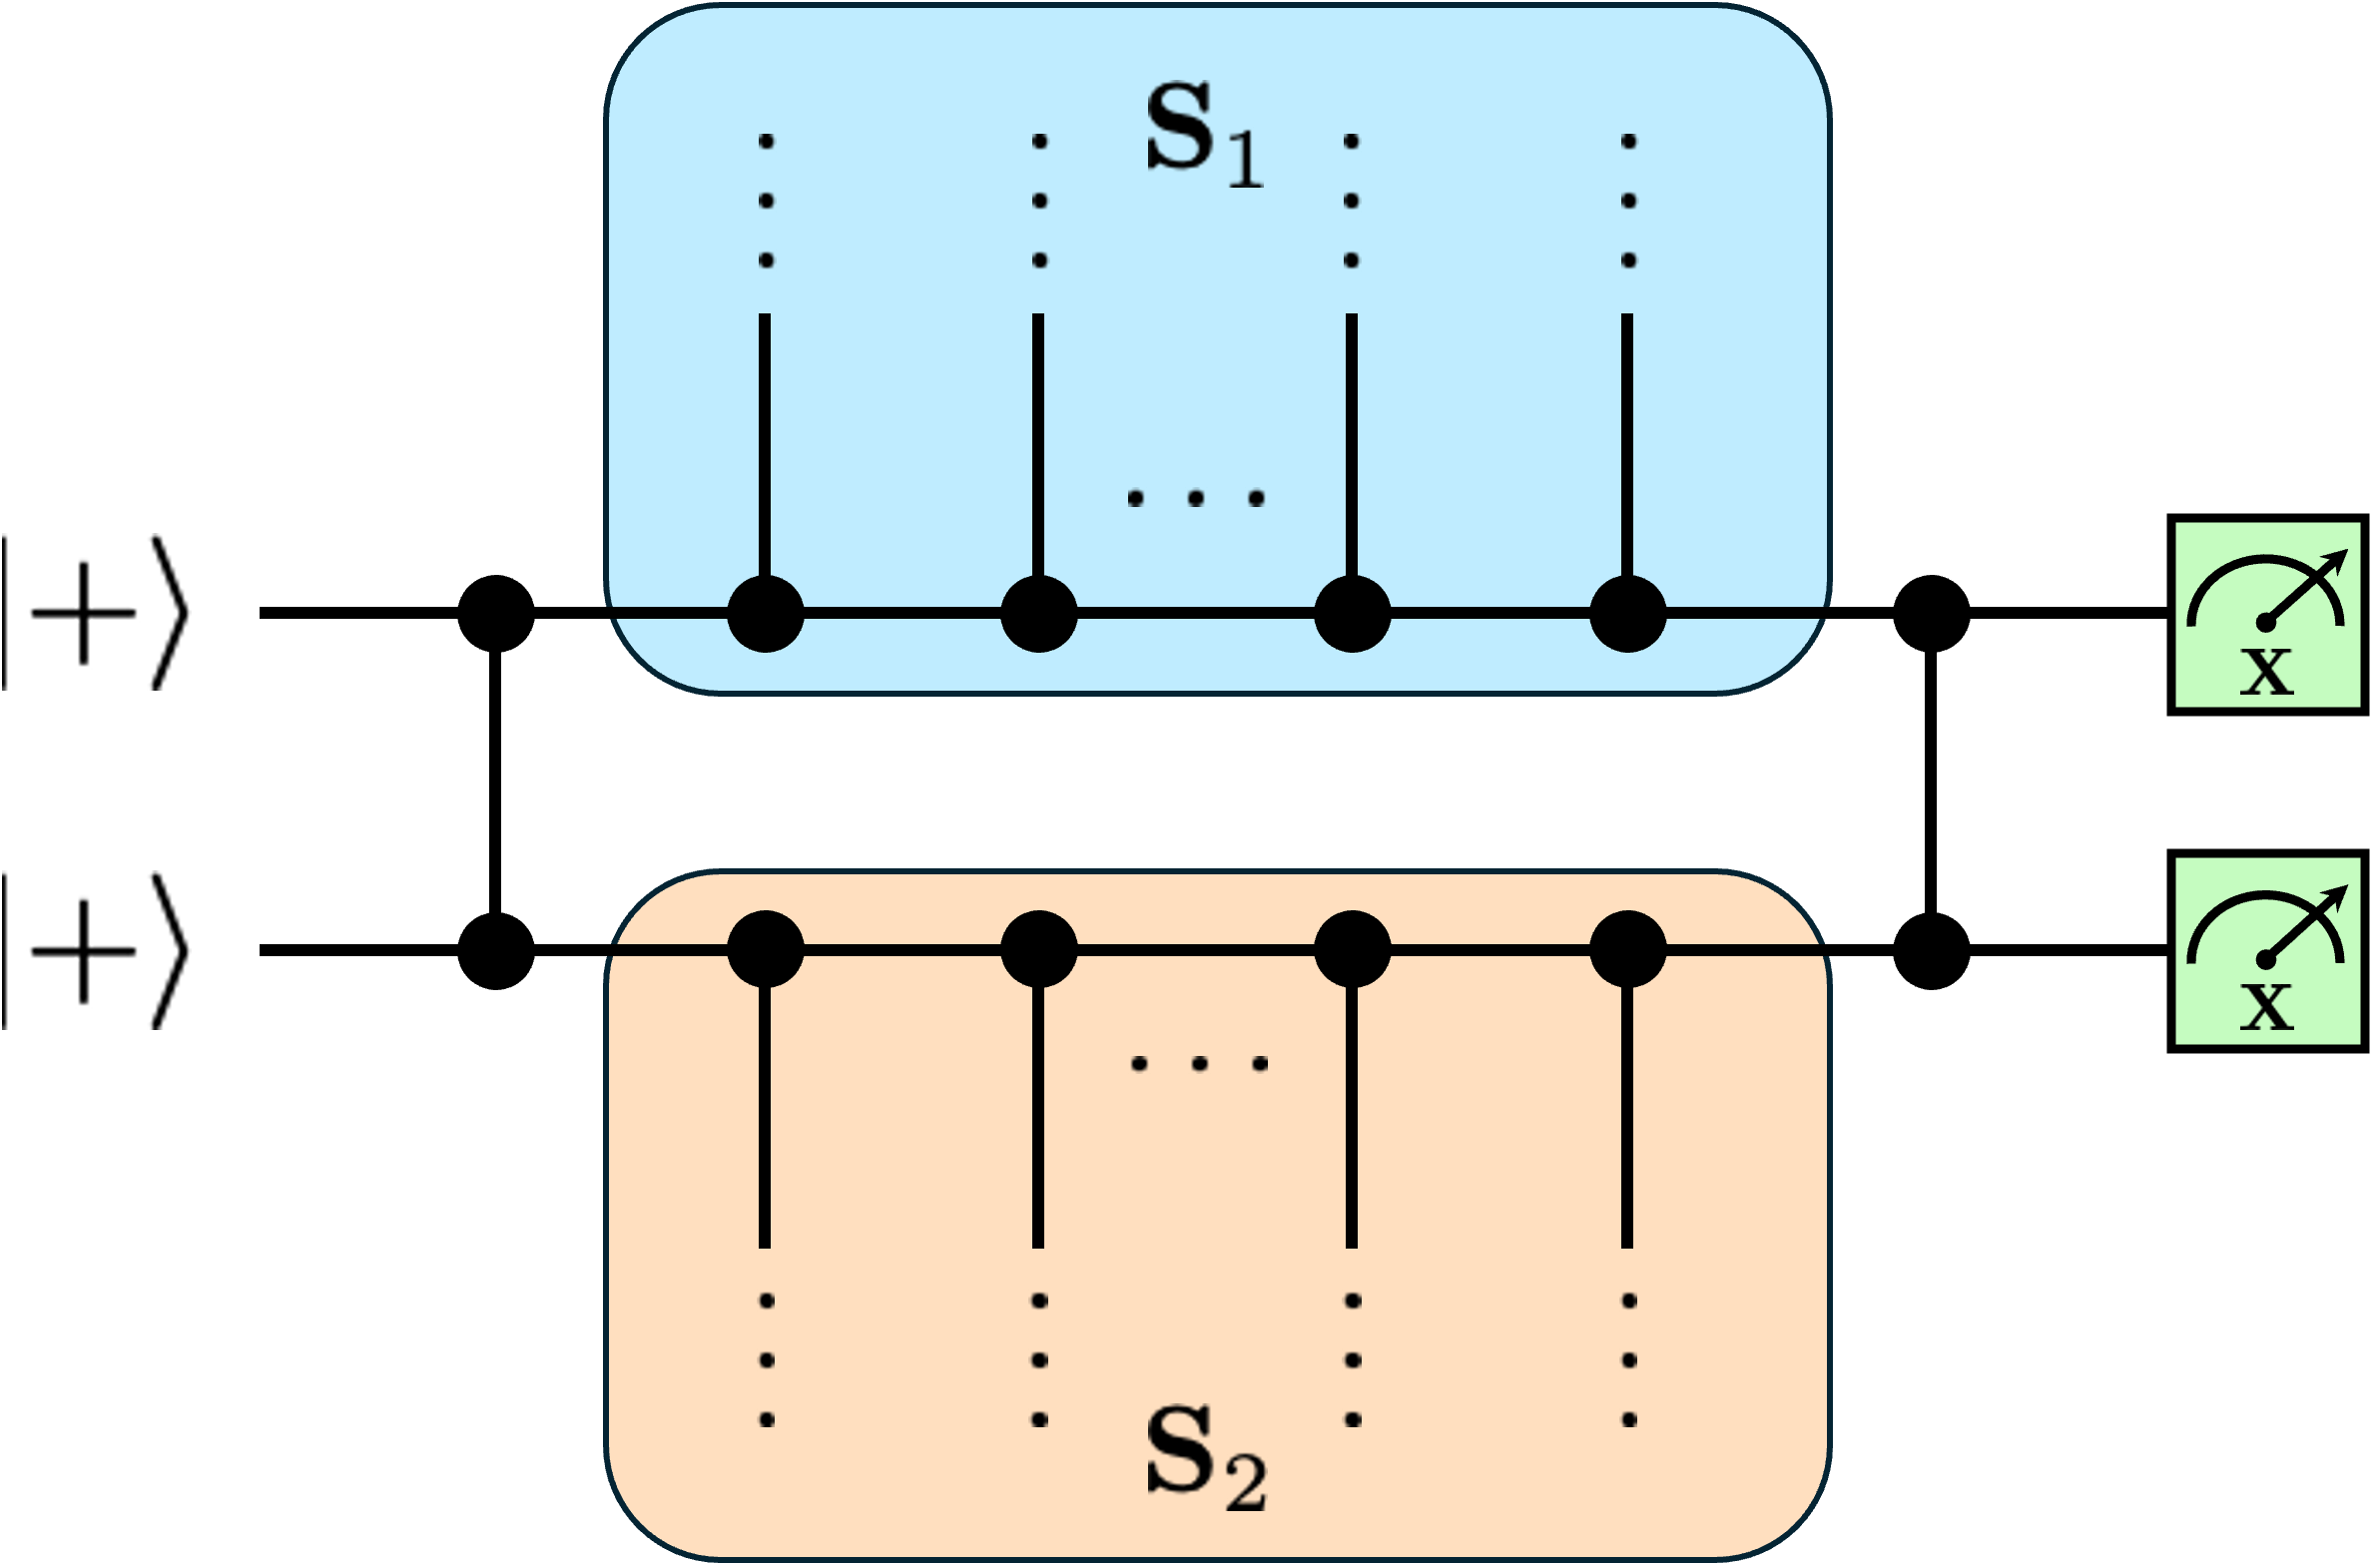 S₁
|+⟩
x
|+⟩
x
S₂